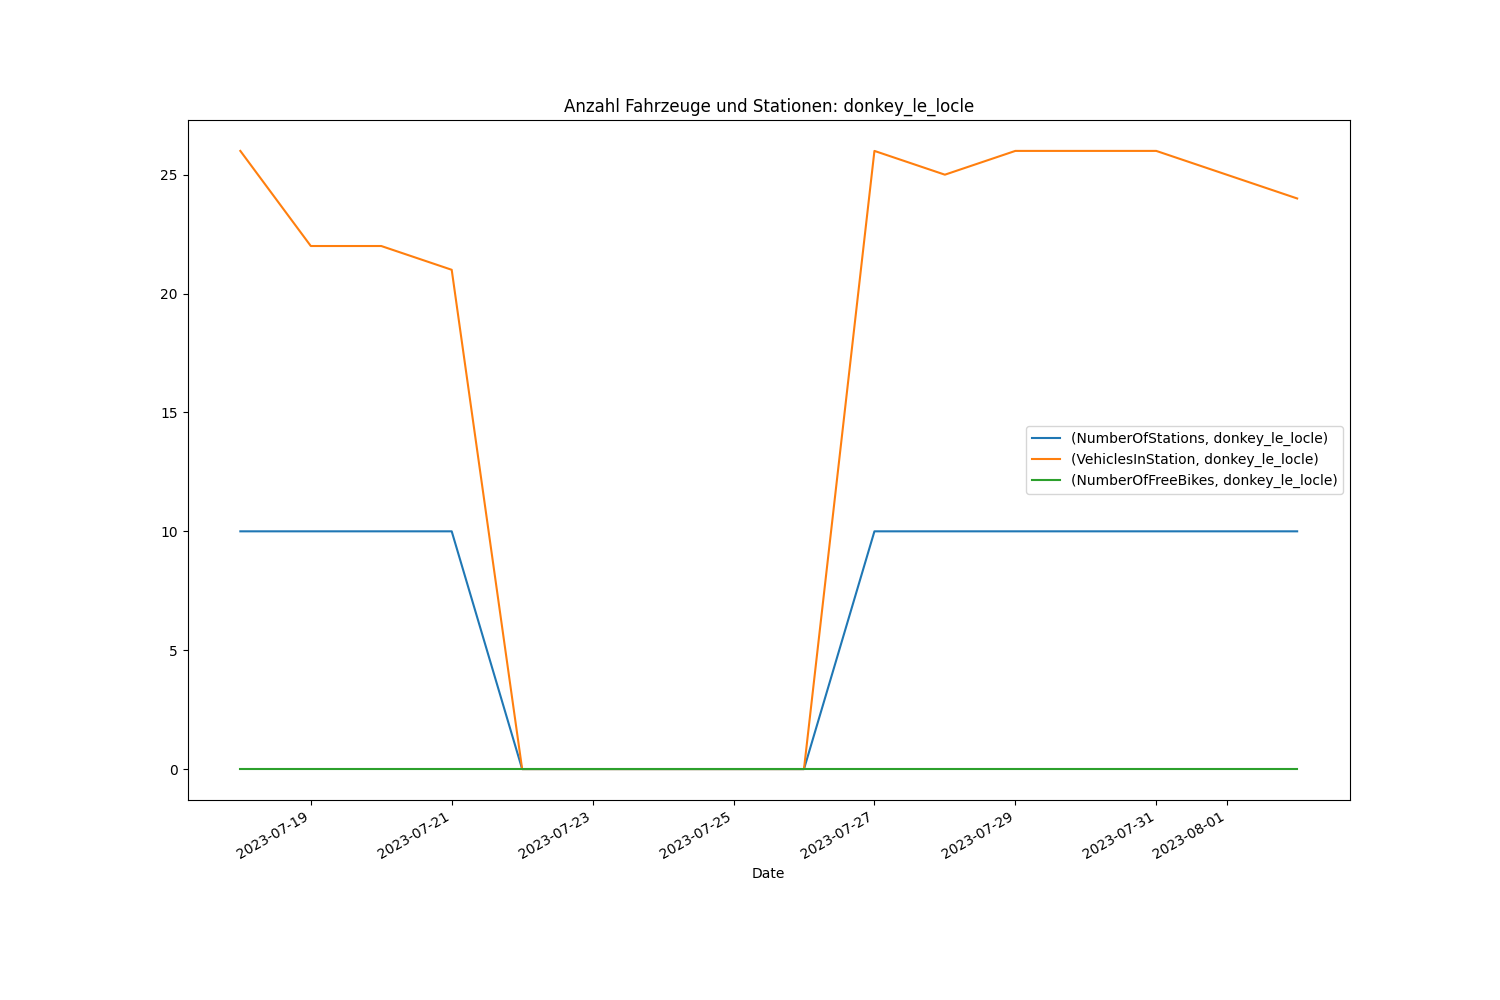 Anzahl Fahrzeuge und Stationen: donkey_le_locle
25
20
15
10
5
0
(NumberOfStations, donkey_le_locle)
(VehiclesInStation, donkey_le_locle)
(NumberOfFreeBikes, donkey_le_locle)
2023-07-19
2023-07-21
2023-07-23
2023-07-25
2023-07-27
2023-07-29
2023-07-31
2023-08-01
Date